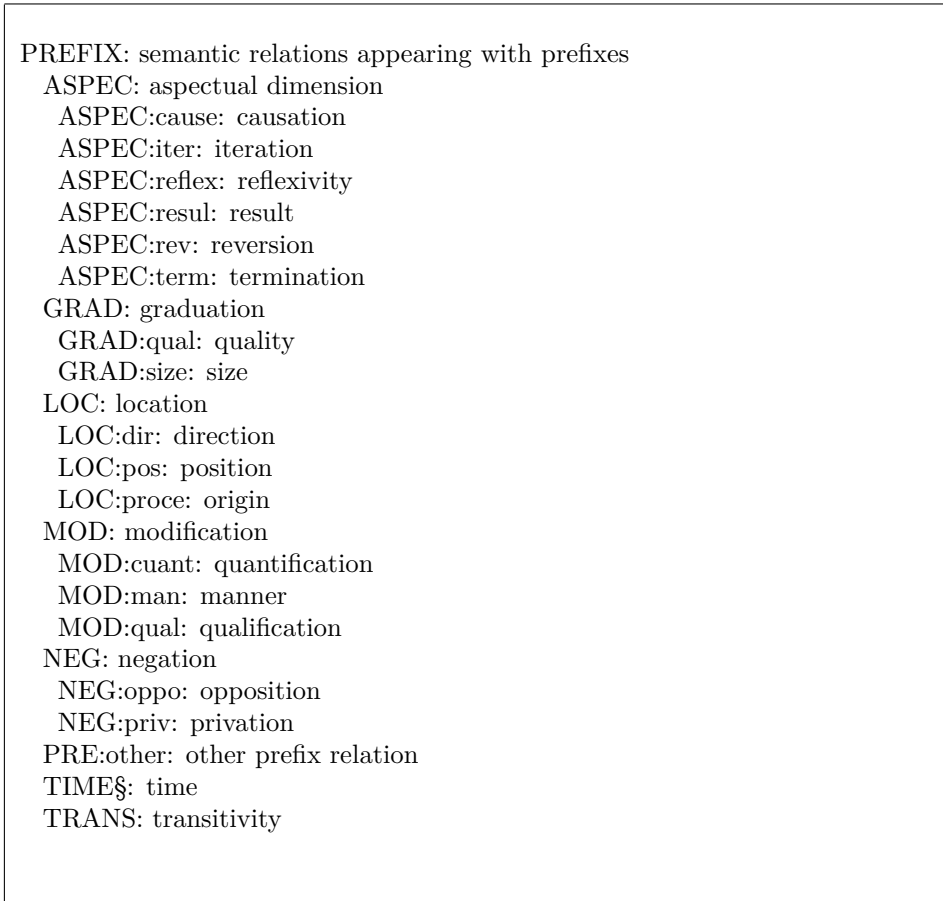 PREFIX: semantic relations appearing with prefixes
ASPEC: aspectual dimension
ASPEC:cause: causation
ASPEC:iter: iteration
ASPEC:reflex: reflexivity
ASPEC:resul: result
ASPEC:rev: reversion
ASPEC:term: termination
GRAD: graduation
GRAD:qual: quality
GRAD:size: size
LOC: location
LOC:dir: direction
LOC:pos: position
LOC:proce: origin
MOD: modification
MOD:cuant: quantification
MOD:man: manner
MOD:qual: qualification
NEG: negation
NEG:oppo: opposition
NEG:priv: privation
PRE:other: other prefix relation
TIME§: time
TRANS: transitivity